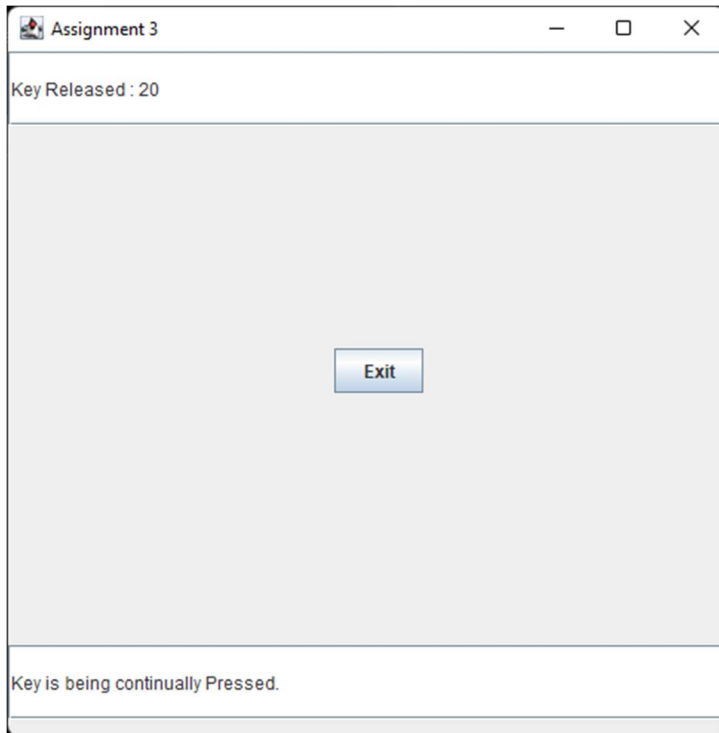 Assignment 3
Key Released : 20
Exit
Key is being continually Pressed.